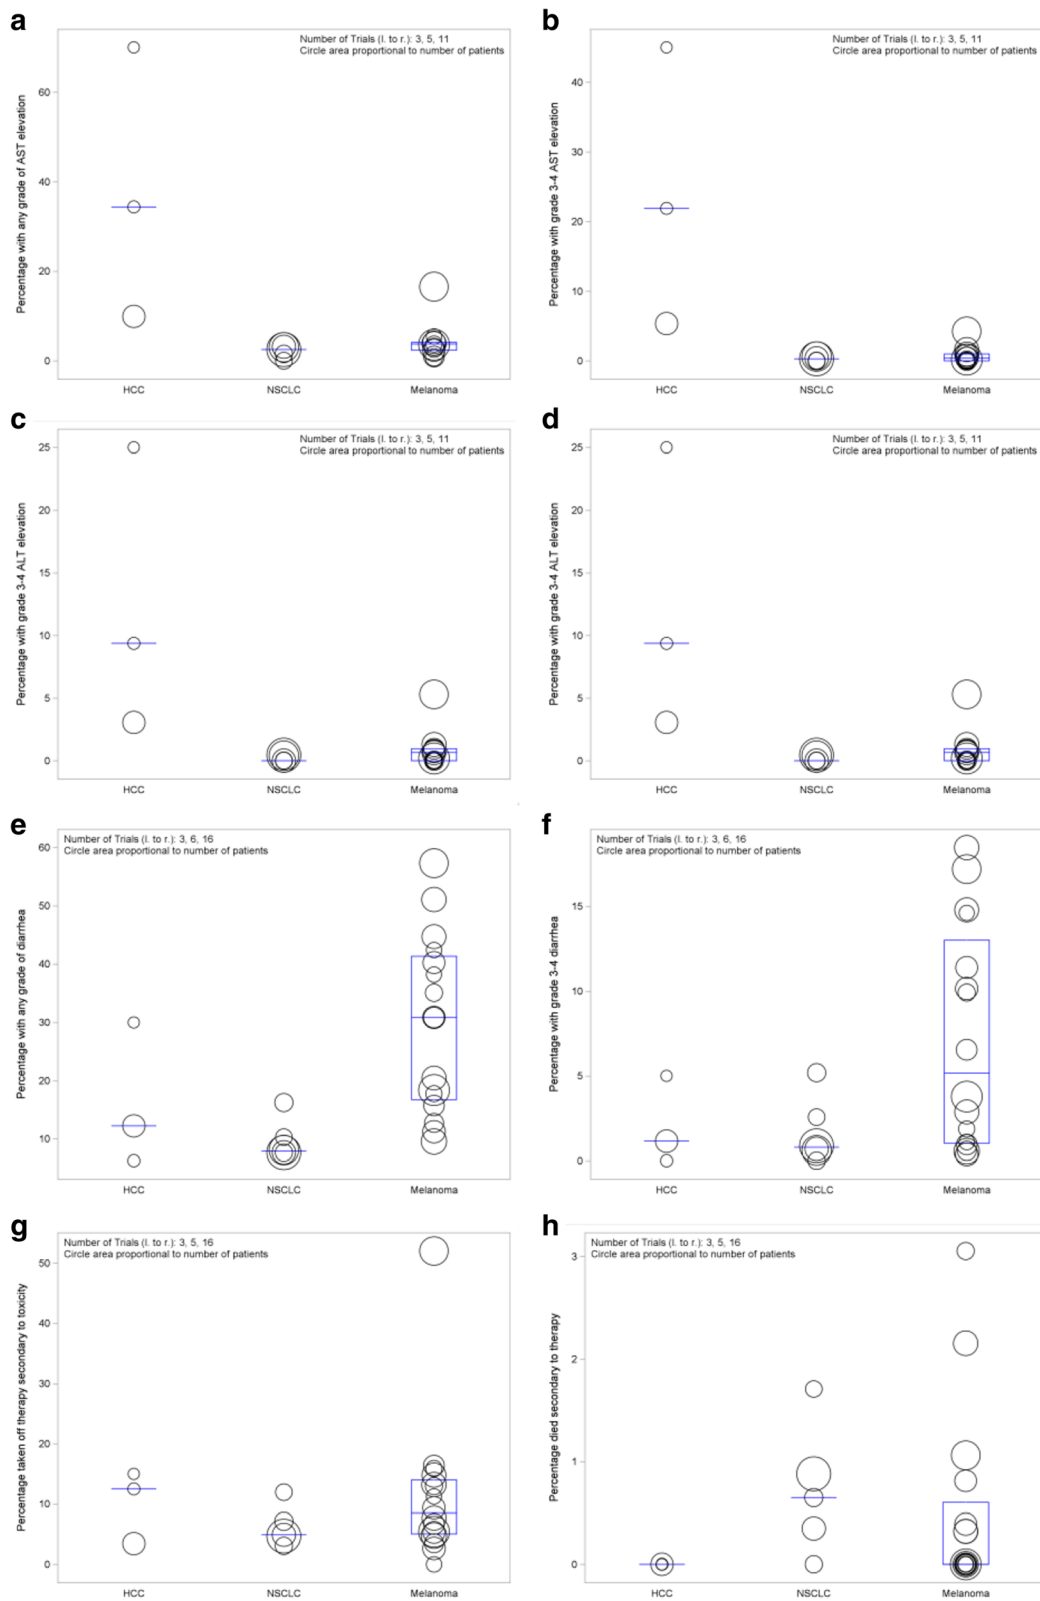 a
Number of Trials (l. to r.): 3, 5, 11
Circle area proportional to number of patients
Percentage with any grade of AST elevation
60
40
20
0
HCC NSCLC Melanoma
b
Number of Trials (l. to r.): 3, 5, 11
Circle area proportional to number of patients
Percentage with grade 3-4 AST elevation
40
30
20
10
0
HCC NSCLC Melanoma
c
Number of Trials (l. to r.): 3, 5, 11
Circle area proportional to number of patients
Percentage with grade 3-4 ALT elevation
25
20
15
10
5
0
HCC NSCLC Melanoma
d
Number of Trials (l. to r.): 3, 5, 11
Circle area proportional to number of patients
Percentage with grade 3-4 ALT elevation
25
20
15
10
5
0
HCC NSCLC Melanoma
e
Number of Trials (l. to r.): 3, 6, 16
Circle area proportional to number of patients
Percentage with any grade of diarrhea
60
50
40
30
20
10
HCC NSCLC Melanoma
f
Number of Trials (l. to r.): 3, 6, 16
Circle area proportional to number of patients
Percentage with grade 3-4 diarrhea
15
10
5
0
HCC NSCLC Melanoma
g
Number of Trials (l. to r.): 3, 5, 16
Circle area proportional to number of patients
Percentage taken off therapy secondary to toxicity
50
40
30
20
10
0
HCC NSCLC Melanoma
h
Number of Trials (l. to r.): 3, 5, 16
Circle area proportional to number of patients
Percentage died secondary to therapy
3
2
1
0
HCC NSCLC Melanoma